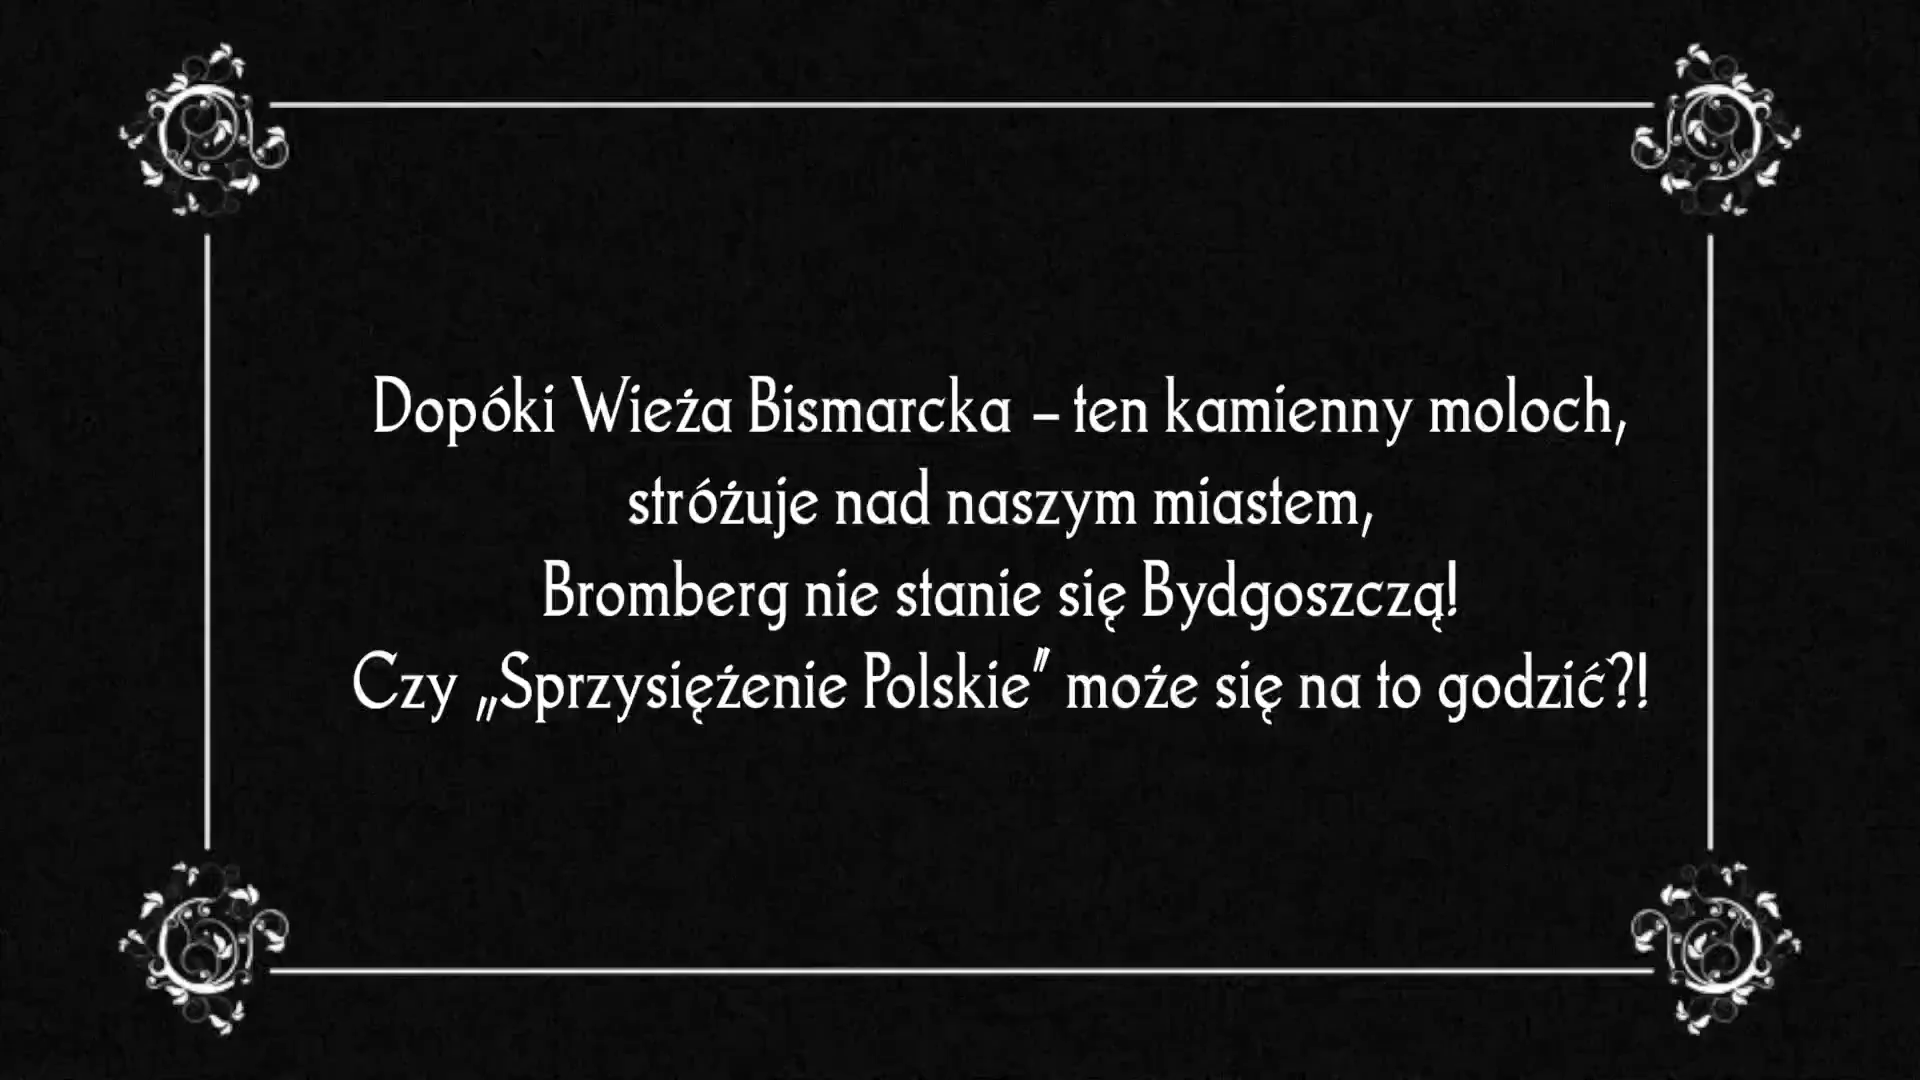 Dopóki Wieża Bismarcka – ten kamienny moloch,
stróżuje nad naszym miastem,
Bromberg nie stanie się Bydgoszczą!
Czy „Sprzysiężenie Polskie” może się na to godzić?!